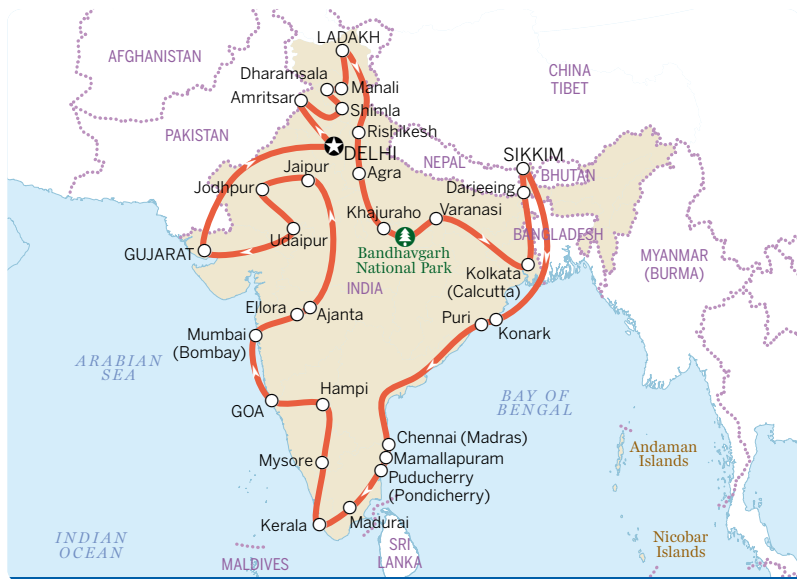 LADAKH
AFGHANISTAN
Dharamsala
Manali
CHINA
TIBET
Amritsar
Shimla
PAKISTAN
Rishikesh
DELHI
NEPAL
SIKKIM
Jaipur
Agra
BHUTAN
Jodhpur
Darjeeing
Khajuraho
Varanasi
Udaipur
BANGLADESH
GUJARAT
Bandhavgarh
National Park
MYANMAR
(BURMA)
Kolkata
(Calcutta)
INDIA
Ellora
Ajanta
Puri
Konark
Mumbai
(Bombay)
ARABIAN
SEA
Hampi
BAY OF
BENGAL
GOA
Chennai (Madras)
Andaman
Islands
Mysore
Mamallapuram
Puducherry
(Pondicherry)
Kerala
Madurai
INDIAN
OCEAN
SRI
LANKA
Nicobar
Islands
MALDIVES